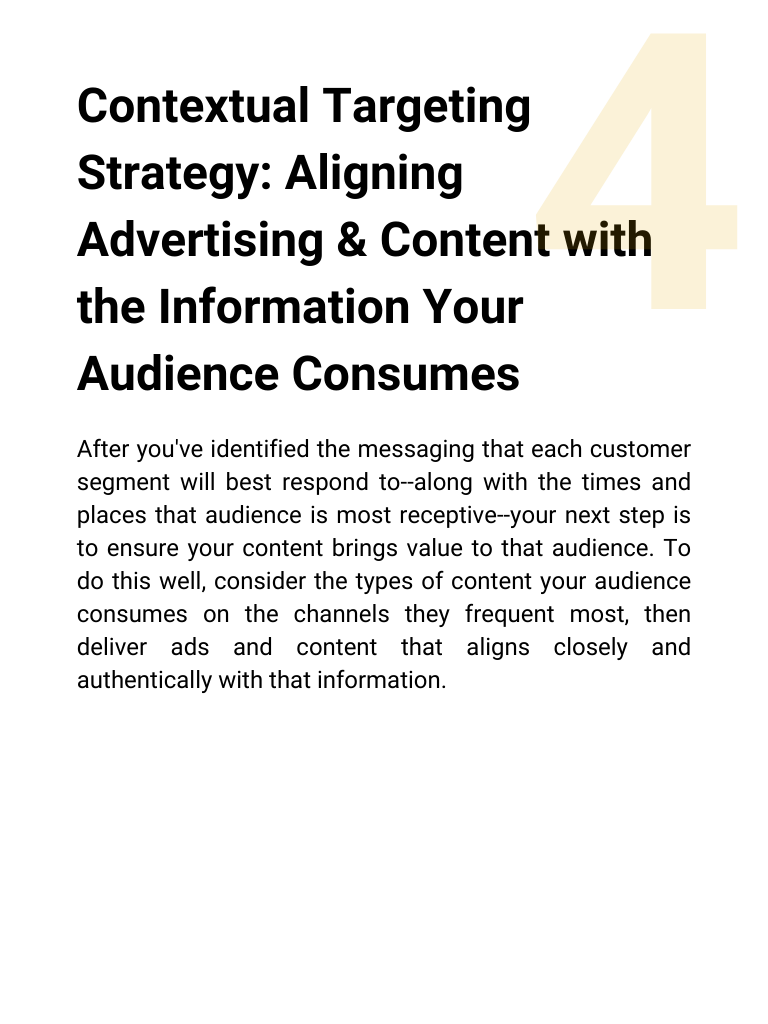 4
Contextual Targeting
Strategy: Aligning
Advertising & Content with
the Information Your
Audience Consumes
After you've identified the messaging that each customer
segment will best respond to--along with the times and
places that audience is most receptive--your next step is
to ensure your content brings value to that audience. To
do this well, consider the types of content your audience
consumes on the channels they frequent most, then
deliver ads and content that aligns closely and
authentically with that information.